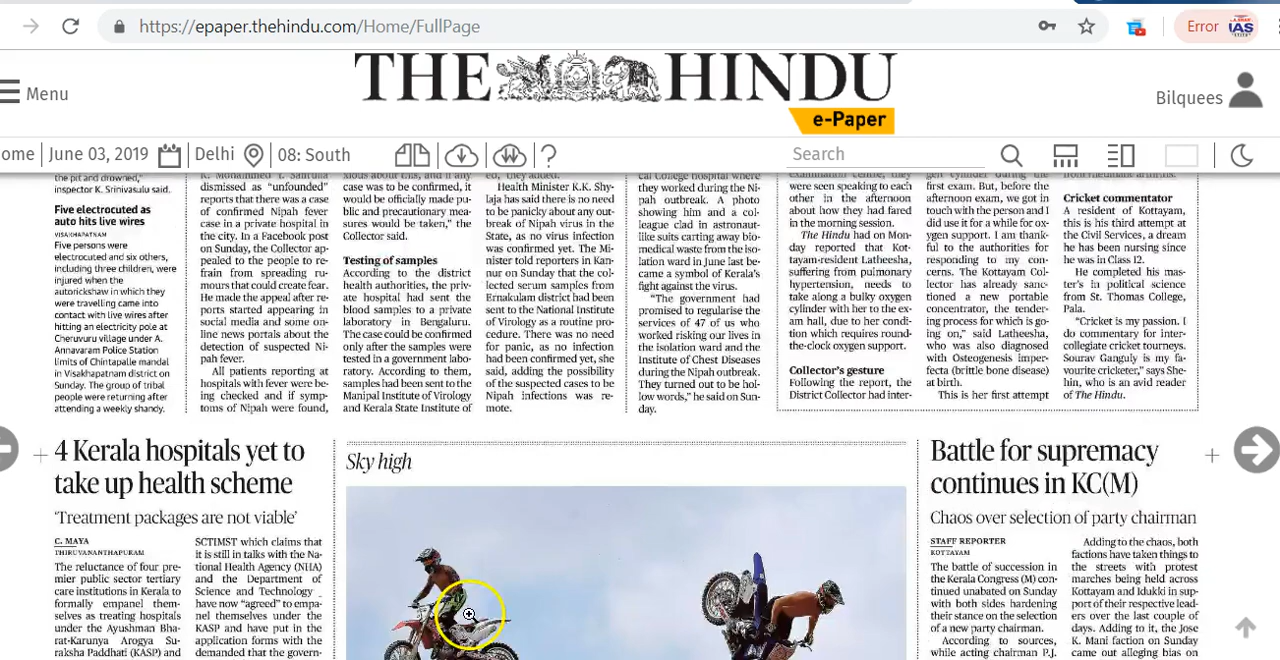 https://epaper.thehindu.com/Home/FullPage
Error
IAS
THE HINDU
e-Paper
Menu
Bilquees
ome
June 03, 2019
Delhi
08: South
?
Search
the pit and drowned,"
inspector K. Srinivasulu said.
Five electrocuted as
auto hits live wires
VISAKHAPATNAM
Five persons were
electrocuted and six others,
including three children, were
injured when the
autorickshaw in which they
were travelling came into
contact with live wires after
hitting an electricity pole at
Cheruvuru village under A.
Annavaram Police Station
limits of Chintapalle mandal
in Visakhapatnam district on
Sunday. The group of tribal
people were returning after
attending a weekly shandy.
dismissed as "unfounded"
reports that there was a case
of confirmed Nipah fever
case in a private hospital in
the city. In a Facebook post
on Sunday, the Collector ap-
pealed to the people to re-
frain from spreading ru-
mours that could create fear.
He made the appeal after re-
ports started appearing in
social media and some on-
line news portals about the
detection of suspected Ni-
pah fever.
All patients reporting at
hospitals with fever were be-
ing checked and if symp-
toms of Nipah were found,
case was to be confirmed, it
would be officially made pu-
blic and precautionary mea-
sures would be taken," the
Collector said.
Testing of samples
According to the district
health authorities, the priv-
ate hospital had sent the
blood samples to a private
laboratory in Bengaluru.
The case could be confirmed
only after the samples were
tested in a government labo-
ratory. According to them,
samples had been sent to the
Manipal Institute of Virology
and Kerala State Institute of
ed, they added.
Health Minister K.K. Shy-
laja has said there is no need
to be panicky about any out-
break of Nipah virus in the
State, as no virus infection
was confirmed yet. The Mi-
nister told reporters in Kan-
nur on Sunday that the col-
lected serum samples from
Ernakulam district had been
sent to the National Institute
of Virology as a routine pro-
cedure. There was no need
for panic, as no infection
had been confirmed yet, she
said, adding the possibility
of the suspected cases to be
Nipah infections was re-
mote.
cal College hospital where
they worked during the Ni-
pah outbreak. A photo
showing him and a col-
league clad in astronaut-
like suits carting away bio-
medical waste from the iso-
lation ward in June last be-
came a symbol of Kerala's
fight against the virus.
"The government had
promised to regularise the
services of 47 of us who
worked risking our lives in
the isolation ward and the
Institute of Chest Diseases
during the Nipah outbreak.
They turned out to be hol-
low words," he said on Sun-
day.
examination centre, they
were seen speaking to each
other in the afternoon
about how they had fared
in the morning session.
The Hindu had on Mon-
day reported that Kot-
tayam-resident Latheesha,
suffering from pulmonary
hypertension, needs to
take along a bulky oxygen
cylinder with her to the ex-
am hall, due to her condi-
tion which requires round-
the-clock oxygen support.
Collector's gesture
Following the report, the
District Collector had inter-
gen cylinder during the
first exam. But, before the
afternoon exam, we got in
touch with the person and I
did use it for a while for ox-
ygen support. I am thank-
ful to the authorities for
responding to my con-
cerns. The Kottayam Col-
lector has already sanc-
tioned a new portable
concentrator, the tender-
ing process for which is go-
ing on," said Latheesha,
who was also diagnosed
with Osteogenesis imper-
fecta (brittle bone disease)
at birth.
This is her first attempt
Cricket commentator
A resident of Kottayam,
this is his third attempt at
the Civil Services, a dream
he has been nursing since
he was in Class 12.
He completed his mas-
ter's in political science
from St. Thomas College,
Pala.
"Cricket is my passion. I
do commentary for inter-
collegiate cricket tourneys.
Sourav Ganguly is my fa-
vourite cricketer," says She-
hin, who is an avid reader
of The Hindu.
4 Kerala hospitals yet to
take up health scheme
'Treatment packages are not viable'
C. MAYA
THIRUVANANTHAPURAM
The reluctance of four pre-
mier public sector tertiary
care institutions in Kerala to
formally empanel them-
selves as treating hospitals
under the Ayushman Bha-
rat-Karunya Arogya Su-
raksha Paddhati (KASP) and
SCTIMST which claims that
it is still in talks with the Na-
tional Health Agency (NHA)
and the Department of
Science and Technology
have now "agreed" to empa-
nel themselves under the
KASP and have put in the
application forms with the
demanded that the govern-
Sky high
Battle for supremacy
continues in KC(M)
Chaos over selection of party chairman
STAFF REPORTER
KOTTAYAM
The battle of succession in
the Kerala Congress (M) con-
tinued unabated on Sunday
with both sides hardening
their stance on the selection
of a new party chairman.
According to sources,
while acting chairman P.J.
Adding to the chaos, both
factions have taken things to
the streets with protest
marches being held across
Kottayam and Idukki in sup-
port of their respective lead-
ers over the last couple of
days. Adding to it, the Jose
K. Mani faction on Sunday
came out alleging bias on